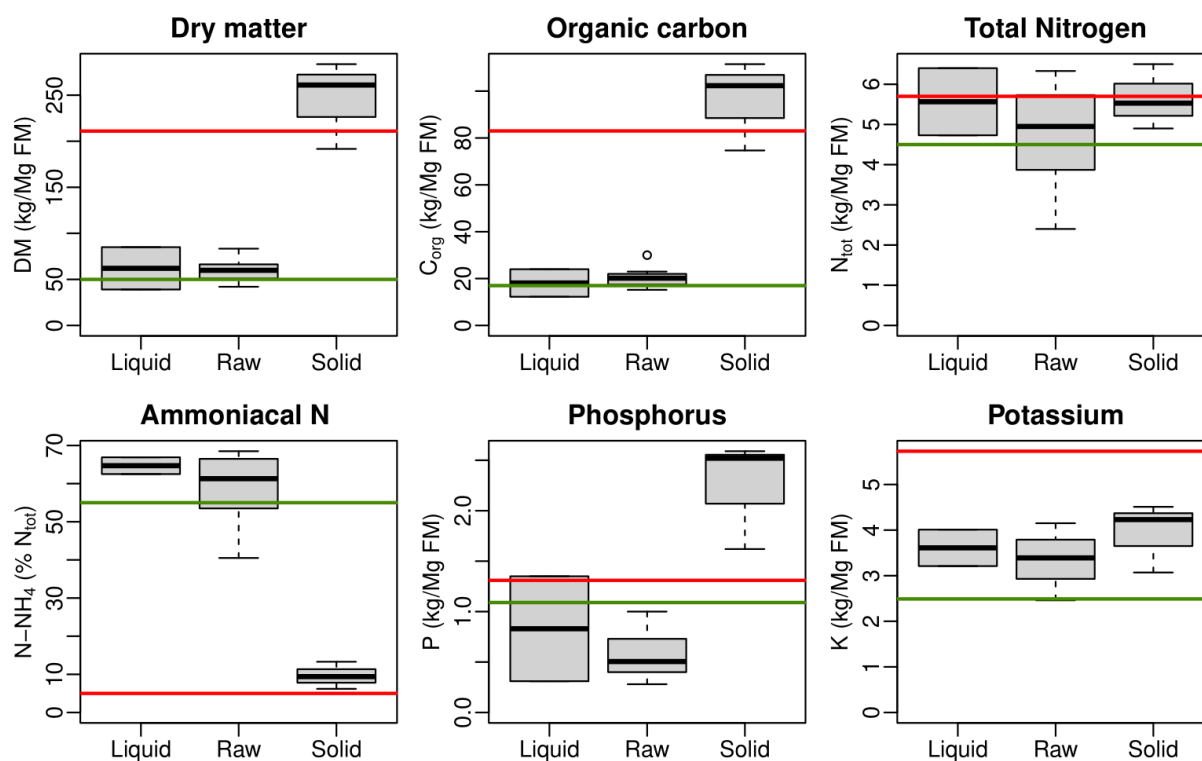 Dry matter
Organic carbon
Total Nitrogen
DM (kg/Mg FM)
0
50
150
250
Liquid Raw Solid
C_org (kg/Mg FM)
0
20
40
60
80
Liquid Raw Solid
N_tot (kg/Mg FM)
0
1
2
3
4
5
6
Liquid Raw Solid
Ammoniacal N
Phosphorus
Potassium
N−NH₄ (% N_tot)
0
10
30
50
70
Liquid Raw Solid
P (kg/Mg FM)
0.0
1.0
2.0
Liquid Raw Solid
K (kg/Mg FM)
0
1
2
3
4
5
Liquid Raw Solid